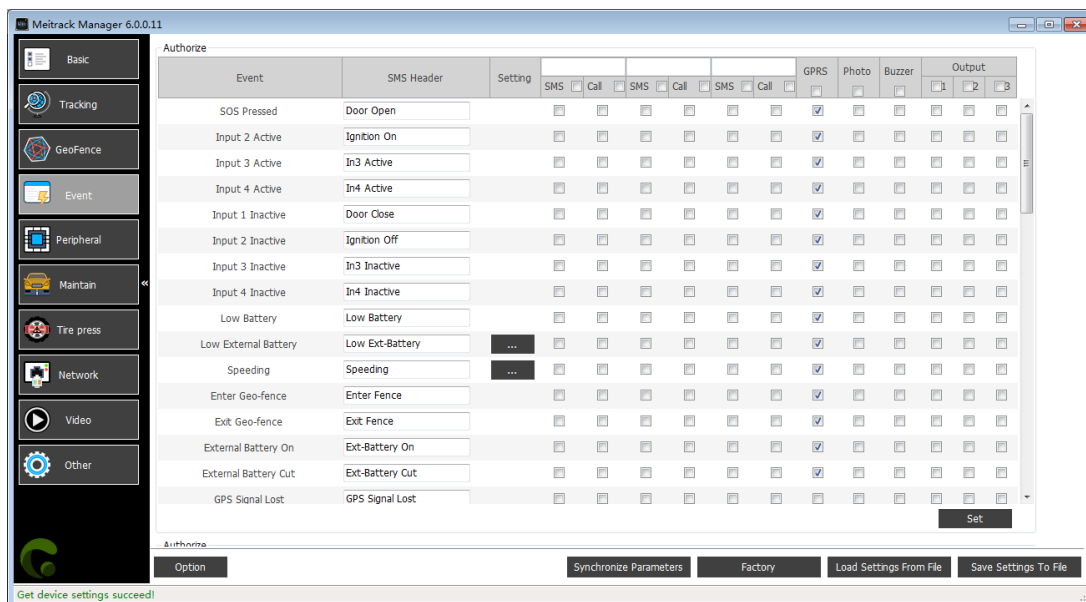 Meitrack Manager 6.0.0.11
Basic
Tracking
GeoFence
Event
Peripheral
Maintain
«
Tire press
Network
Video
Other
Authorize
Event SMS Header Setting SMS Call SMS Call SMS Call GPRS Photo Buzzer Output
1 2 3
SOS Pressed Door Open
Input 2 Active Ignition On
Input 3 Active In3 Active
Input 4 Active In4 Active
Input 1 Inactive Door Close
Input 2 Inactive Ignition Off
Input 3 Inactive In3 Inactive
Input 4 Inactive In4 Inactive
Low Battery Low Battery
Low External Battery Low Ext-Battery ...
Speeding Speeding ...
Enter Geo-fence Enter Fence
Exit Geo-fence Exit Fence
External Battery On Ext-Battery On
External Battery Cut Ext-Battery Cut
GPS Signal Lost GPS Signal Lost
Set
Authorize
Option Synchronize Parameters Factory Load Settings From File Save Settings To File
Get device settings succeed!